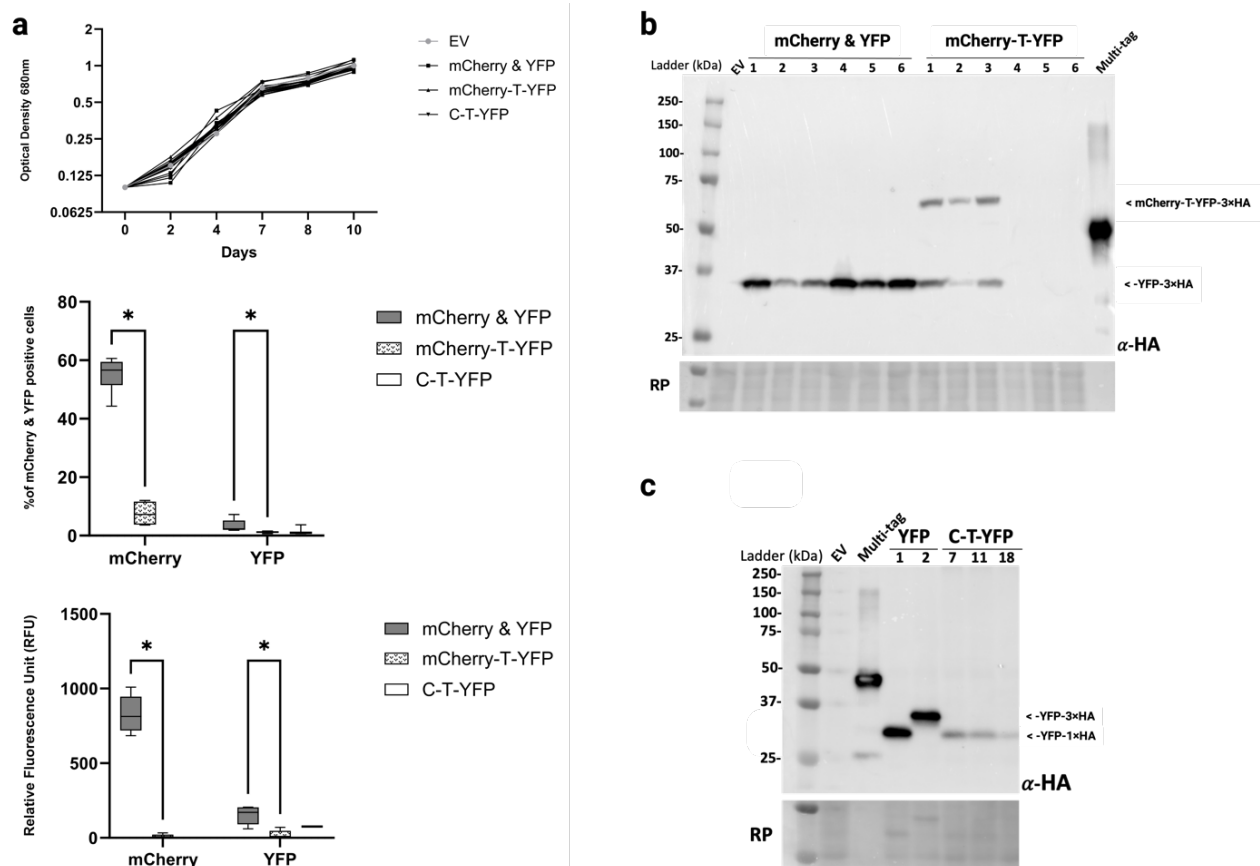 a
2
1
0.5
0.25
0.125
0.0625
Optical Density 680nm
0 2 4 7 8 10
Days
EV
mCherry & YFP
mCherry-T-YFP
C-T-YFP
80
60
40
20
0
%of mCherry & YFP positive cells
* *
mCherry YFP
mCherry & YFP
mCherry-T-YFP
C-T-YFP
1500
1000
500
0
Relative Fluorescence Unit (RFU)
* *
mCherry YFP
mCherry & YFP
mCherry-T-YFP
C-T-YFP
b
mCherry & YFP mCherry-T-YFP
Ladder (kDa) EV 1 2 3 4 5 6 1 2 3 4 5 6 Multi-tag
250-
150-
100-
75-
50-
37-
25-
< mCherry-T-YFP-3×HA
< -YFP-3×HA
α-HA
RP
c
YFP C-T-YFP
Ladder (kDa) EV Multi-tag 1 2 7 11 18
250-
150-
100-
75-
50-
37-
25-
< -YFP-3×HA
< -YFP-1×HA
α-HA
RP